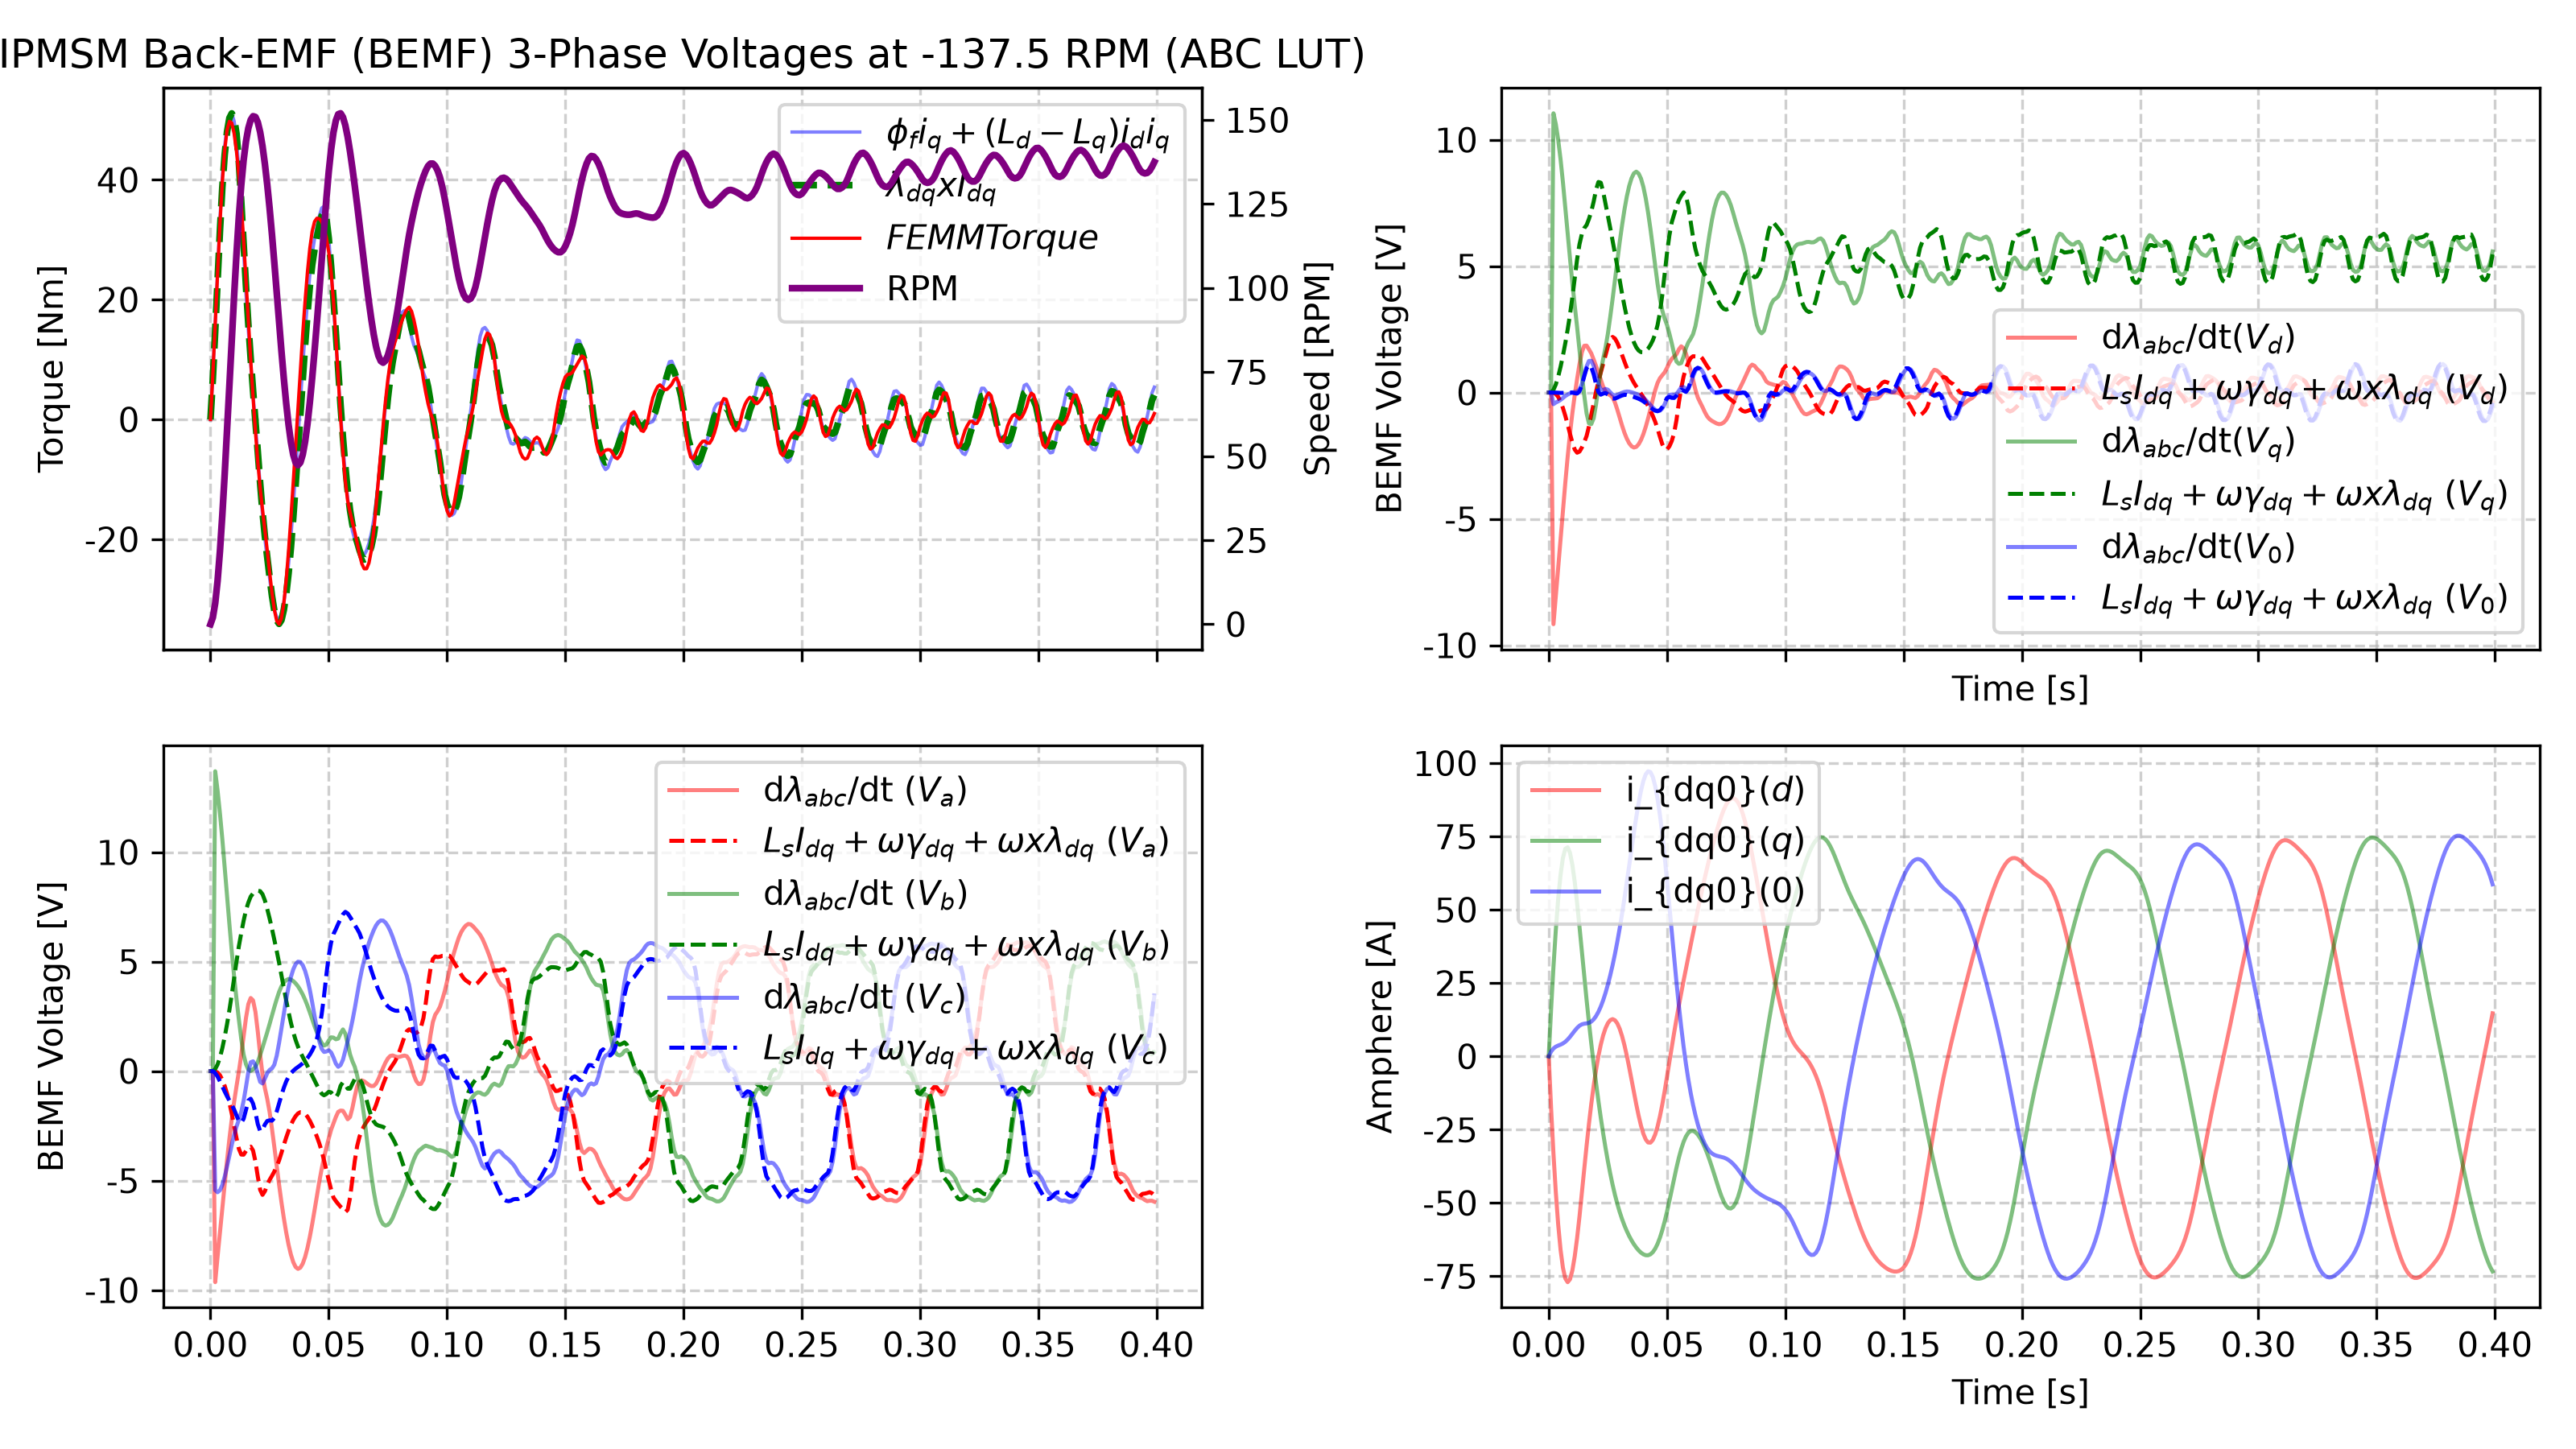 IPMSM Back-EMF (BEMF) 3-Phase Voltages at -137.5 RPM (ABC LUT)
Torque [Nm]
40
20
0
-20
ϕ_f i_q + (L_d − L_q)i_d i_q
λ_dq x I_dq
FEMMTorque
RPM
150
125
100
75
50
25
0
Speed [RPM]
BEMF Voltage [V]
10
5
0
-5
-10
dλ_abc/dt(V_d)
L_s I_dq + ωγ_dq + ωxλ_dq (V_d)
dλ_abc/dt(V_q)
L_s I_dq + ωγ_dq + ωxλ_dq (V_q)
dλ_abc/dt(V_0)
L_s I_dq + ωγ_dq + ωxλ_dq (V_0)
Time [s]
BEMF Voltage [V]
10
5
0
-5
-10
dλ_abc/dt (V_a)
L_s I_dq + ωγ_dq + ωxλ_dq (V_a)
dλ_abc/dt (V_b)
L_s I_dq + ωγ_dq + ωxλ_dq (V_b)
dλ_abc/dt (V_c)
L_s I_dq + ωγ_dq + ωxλ_dq (V_c)
0.00 0.05 0.10 0.15 0.20 0.25 0.30 0.35 0.40
Amphere [A]
100
75
50
25
0
-25
-50
-75
i_{dq0}(d)
i_{dq0}(q)
i_{dq0}(0)
0.00 0.05 0.10 0.15 0.20 0.25 0.30 0.35 0.40
Time [s]